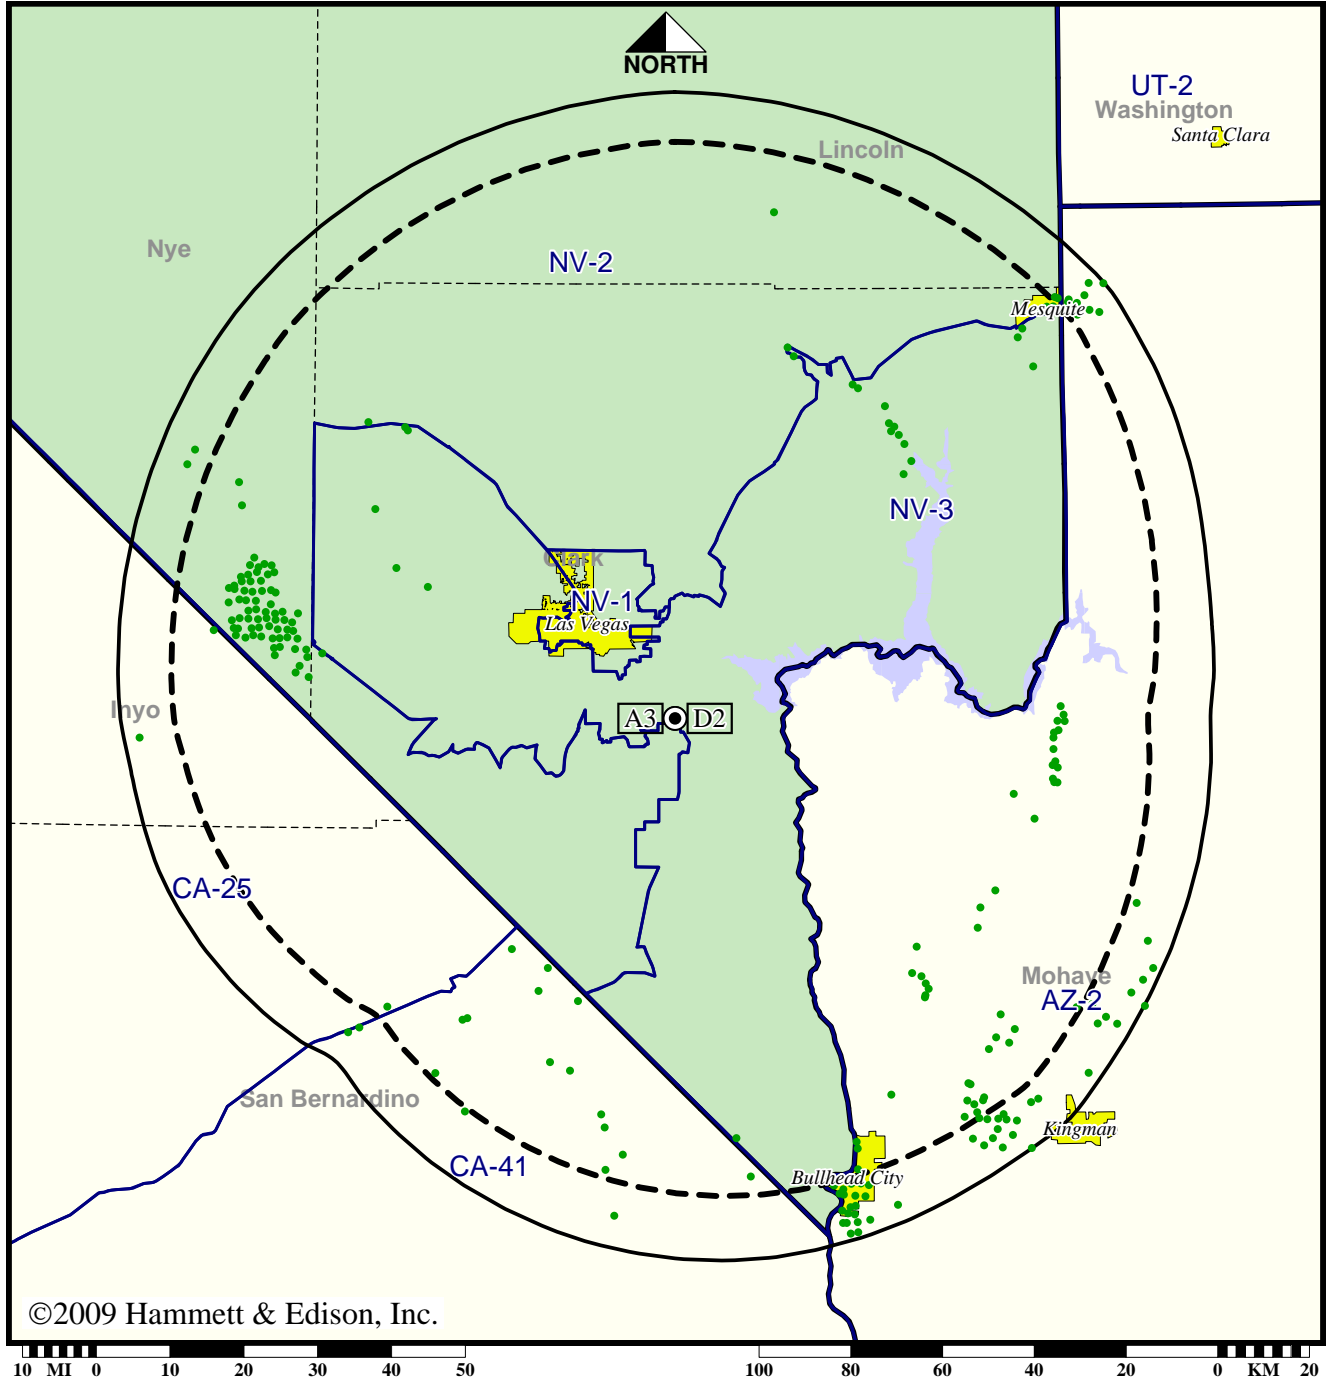 NORTH
UT-2
Washington
Santa Clara
Lincoln
Nye
NV-2
Mesquite
NV-3
Clark
NV-1
Las Vegas
A3
D2
Inyo
CA-25
Mohave
AZ-2
San Bernardino
Kingman
CA-41
Bullhead City
©2009 Hammett & Edison, Inc.
10 MI 0 10 20 30 40 50 100 80 60 40 20 0 KM 20